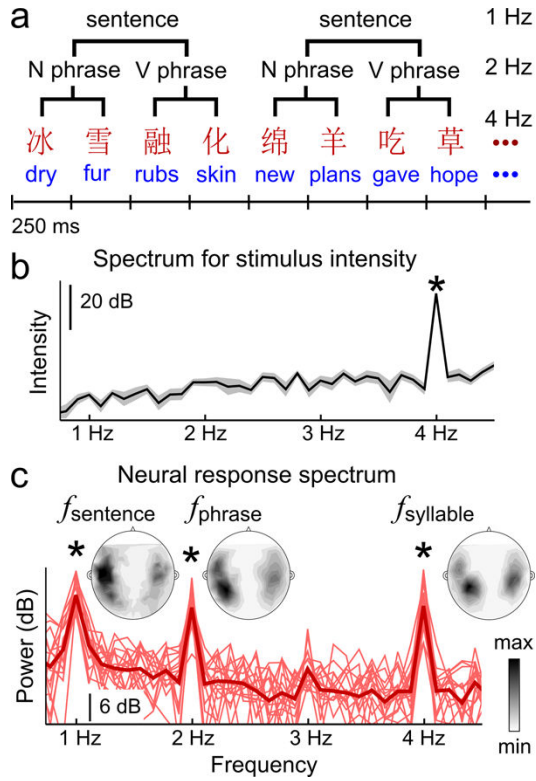 a
sentence sentence 1 Hz
N phrase V phrase N phrase V phrase 2 Hz
4 Hz
冰 雪 融 化 绵 羊 吃 草 •••
dry fur rubs skin new plans gave hope •••
250 ms
b Spectrum for stimulus intensity
*
20 dB
Intensity
1 Hz 2 Hz 3 Hz 4 Hz
c Neural response spectrum
fsentence fphrase fsyllable
* * *
Power (dB)
max
6 dB
min
1 Hz 2 Hz 3 Hz 4 Hz
Frequency